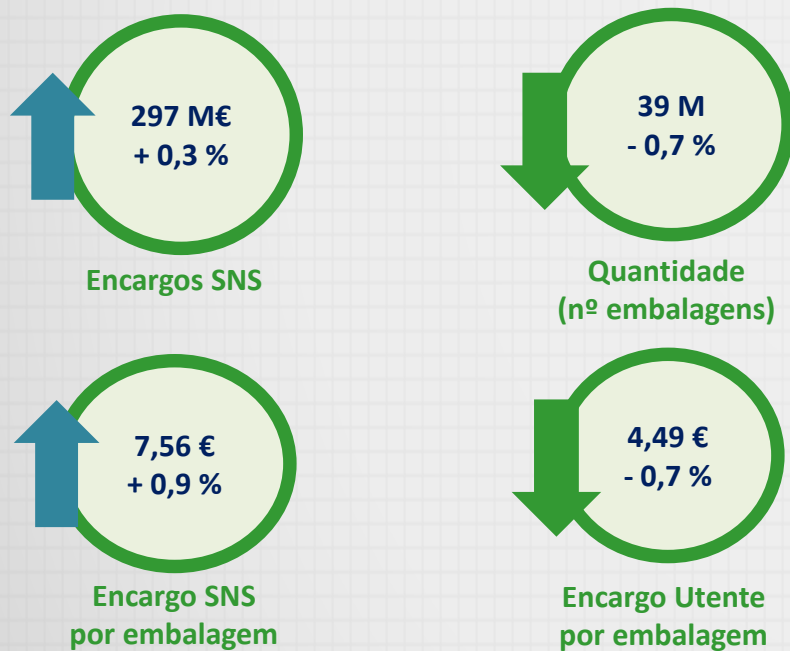 297 M€
+ 0,3 %
Encargos SNS
39 M
- 0,7 %
Quantidade
(nº embalagens)
7,56 €
+ 0,9 %
Encargo SNS
por embalagem
4,49 €
- 0,7 %
Encargo Utente
por embalagem